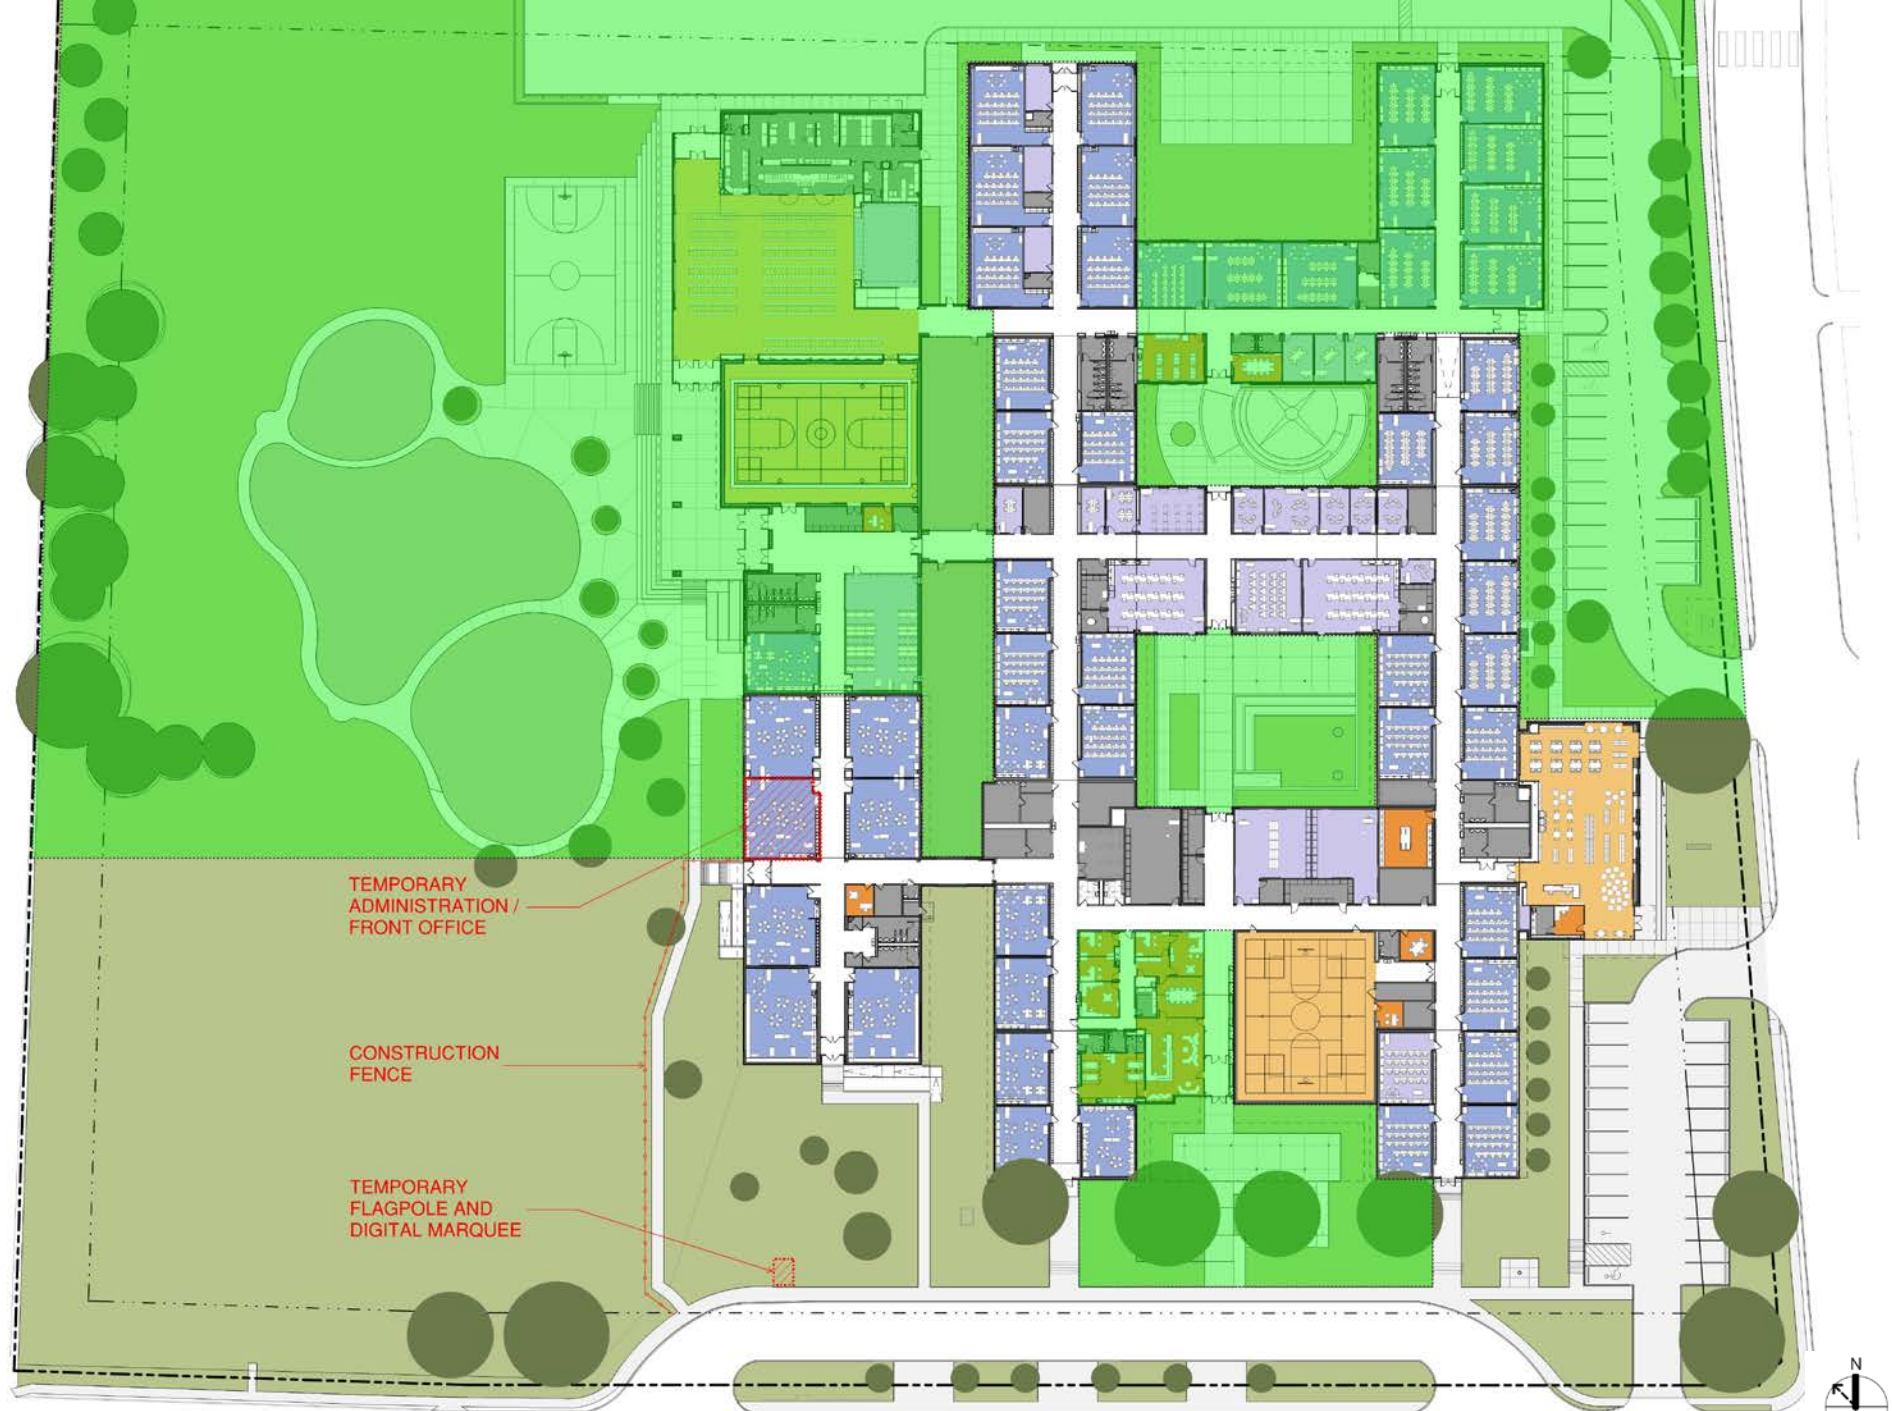 TEMPORARY
ADMINISTRATION /
FRONT OFFICE
CONSTRUCTION
FENCE
TEMPORARY
FLAGPOLE AND
DIGITAL MARQUEE
N